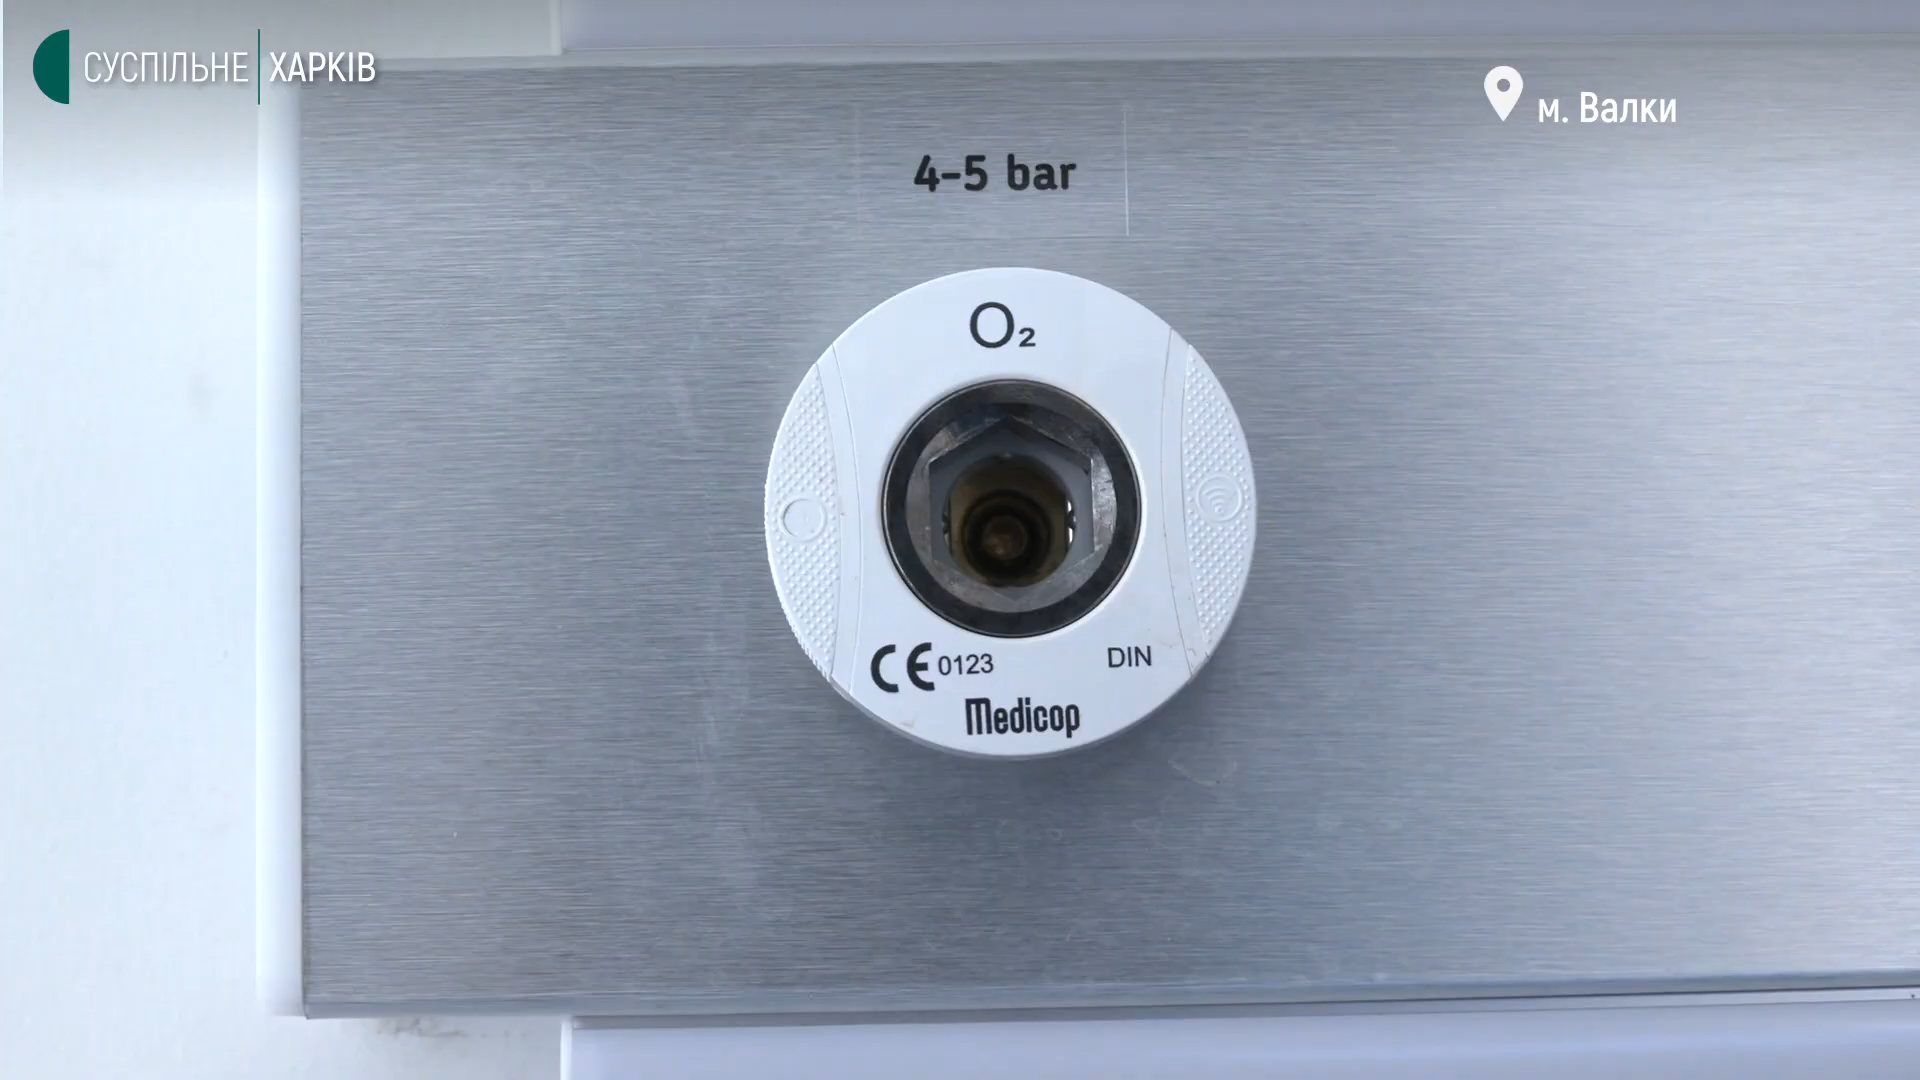 СУСПІЛЬНЕ ХАРКІВ
м. Валки
4-5 bar
O₂
CE 0123
DIN
Medicop